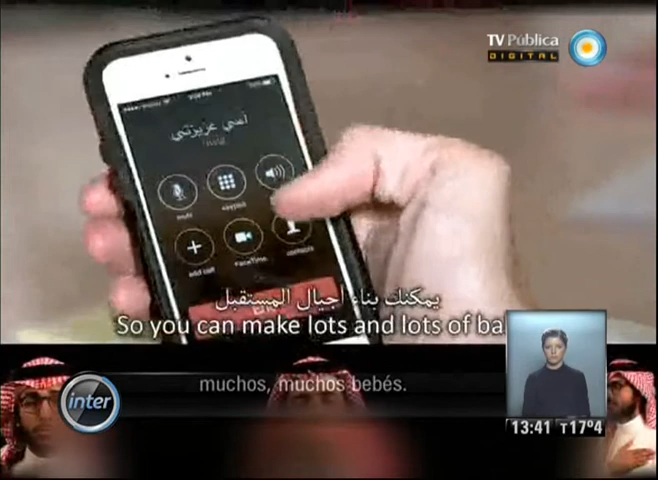 TV Pública
DIGITAL
أمي عزيزتي
mute
keypad
add call
FaceTime
contacts
يمكنك بناء أجيال المستقبل
So you can make lots and lots of ba
muchos, muchos bebés.
inter
13:41 T17º4